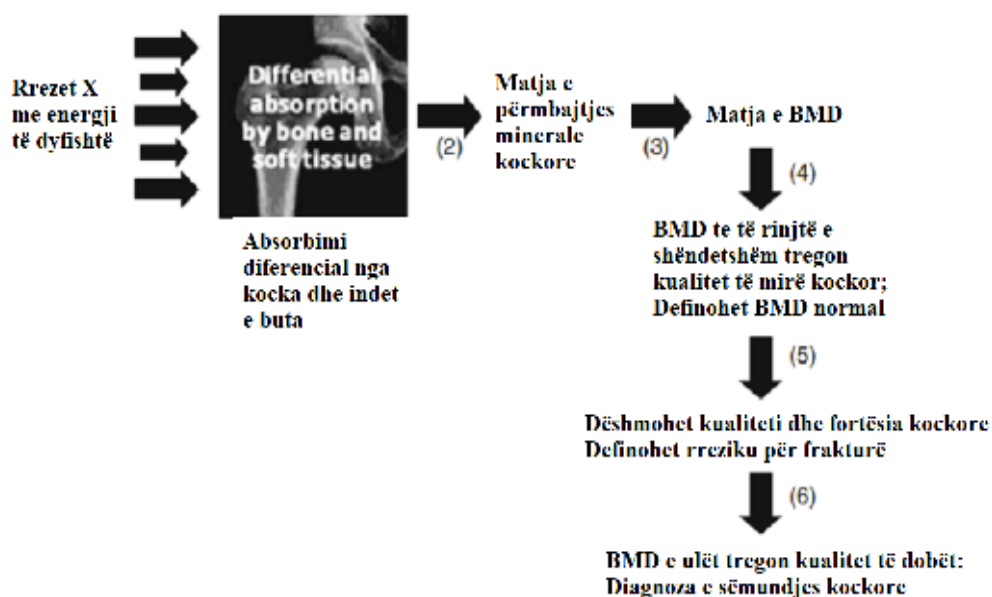 Rrezet X
me energji
të dyfishtë
Differential
absorption
by bone and
soft tissue
Absorbimi
diferencial nga
kocka dhe indet
e buta
(2)
Matja e
përmbajtjes
minerale
kockore
(3)
Matja e BMD
(4)
BMD te të rinjtë e
shëndetshëm tregon
kualitet të mirë kockor;
Definohet BMD normal
(5)
Dëshmohet kualiteti dhe fortësia kockore
Definohet rreziku për frakturë
(6)
BMD e ulët tregon kualitet të dobët:
Diagnoza e sëmundjes kockore